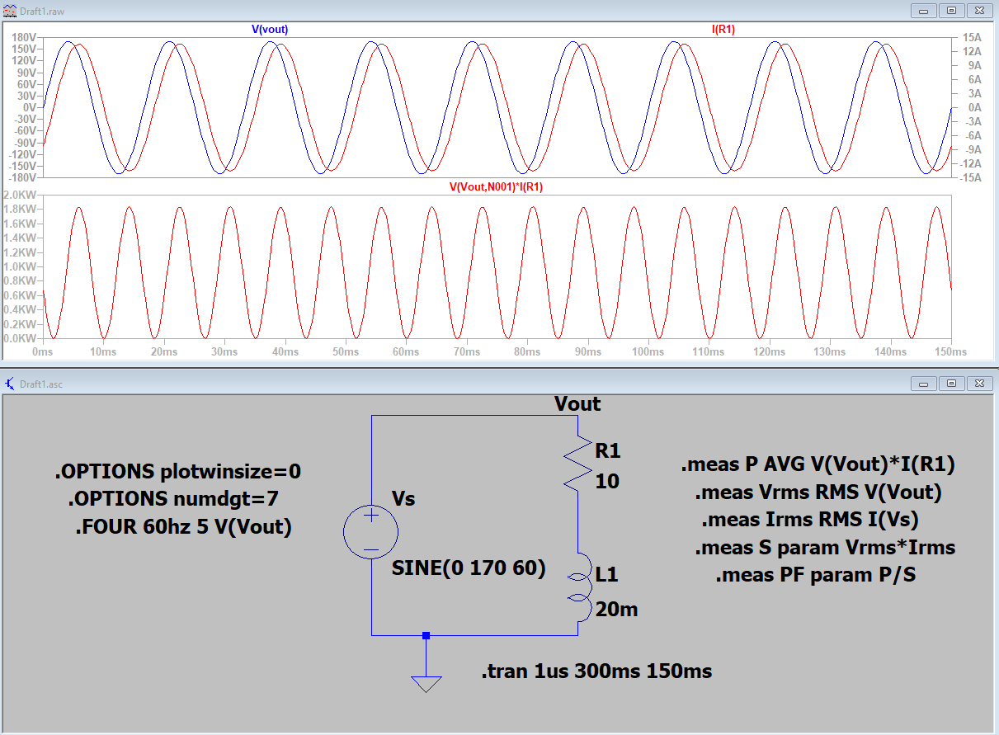 Draft1.raw
V(vout) I(R1)
180V 15A
150V 12A
120V 9A
90V 6A
60V 3A
30V 0A
0V -3A
-30V -6A
-60V -9A
-90V -12A
-120V -15A
-150V
-180V
V(Vout,N001)*I(R1)
2.0KW
1.8KW
1.6KW
1.4KW
1.2KW
1.0KW
0.8KW
0.6KW
0.4KW
0.2KW
0.0KW
0ms 10ms 20ms 30ms 40ms 50ms 60ms 70ms 80ms 90ms 100ms 110ms 120ms 130ms 140ms 150ms
Draft1.asc
Vout
.OPTIONS plotwinsize=0
.OPTIONS numdgt=7
.FOUR 60hz 5 V(Vout)
Vs
SINE(0 170 60)
R1
10
L1
20m
.meas P AVG V(Vout)*I(R1)
.meas Vrms RMS V(Vout)
.meas Irms RMS I(Vs)
.meas S param Vrms*Irms
.meas PF param P/S
.tran 1us 300ms 150ms